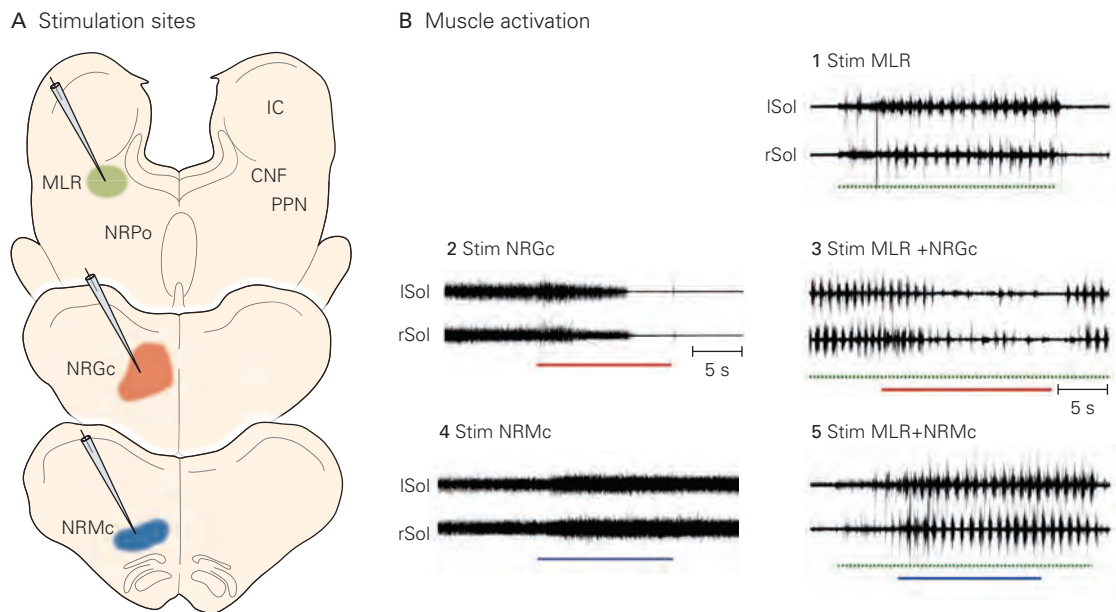 A Stimulation sites
IC
MLR
CNF
PPN
NRPo
NRGc
NRMc
B Muscle activation
1 Stim MLR
lSol
rSol
2 Stim NRGc
lSol
rSol
5 s
3 Stim MLR +NRGc
5 s
4 Stim NRMc
lSol
rSol
5 Stim MLR+NRMc